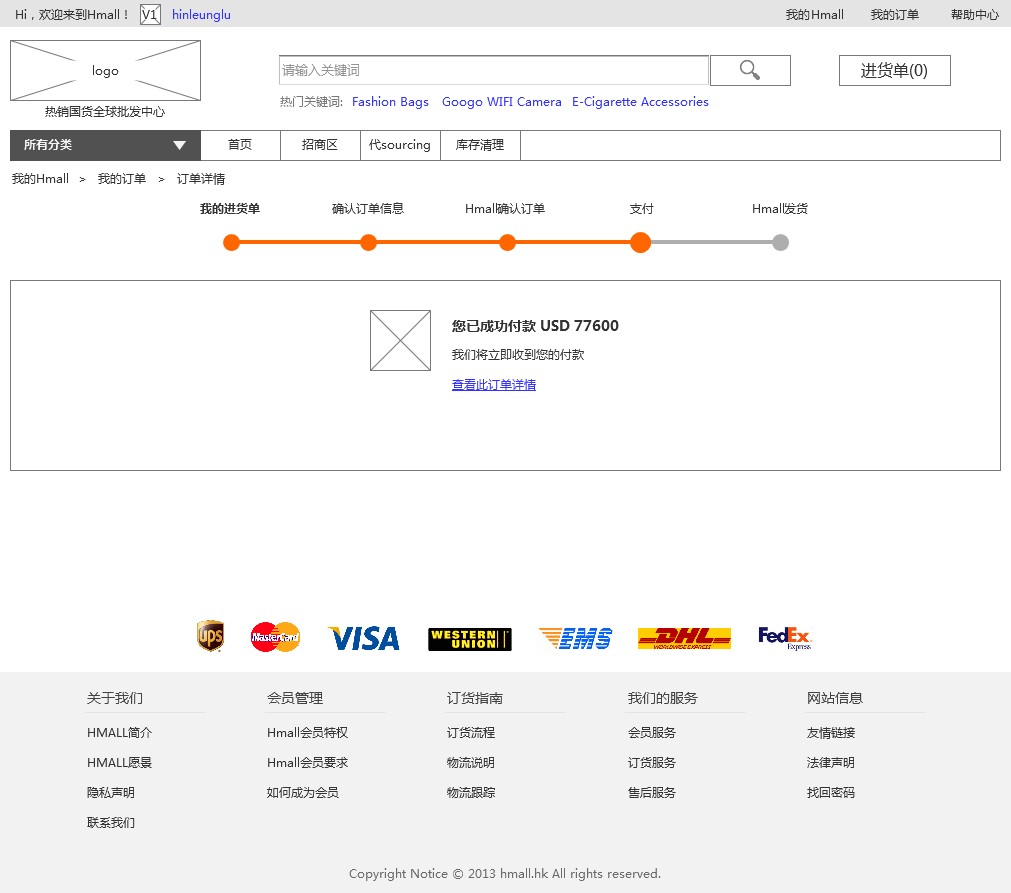 Hi，欢迎来到Hmall！ V1 hinleunglu 我的Hmall 我的订单 帮助中心
logo
请输入关键词
进货单(0)
热销国货全球批发中心
热门关键词: Fashion Bags Googo WIFI Camera E-Cigarette Accessories
所有分类 首页 招商区 代sourcing 库存清理
我的Hmall > 我的订单 > 订单详情
我的进货单 确认订单信息 Hmall确认订单 支付 Hmall发货
您已成功付款 USD 77600
我们将立即收到您的付款
查看此订单详情
ups MasterCard VISA WESTERN UNION EMS DHL WORLDWIDE EXPRESS FedEx Express
关于我们 会员管理 订货指南 我们的服务 网站信息
HMALL简介 Hmall会员特权 订货流程 会员服务 友情链接
HMALL愿景 Hmall会员要求 物流说明 订货服务 法律声明
隐私声明 如何成为会员 物流跟踪 售后服务 找回密码
联系我们
Copyright Notice © 2013 hmall.hk All rights reserved.